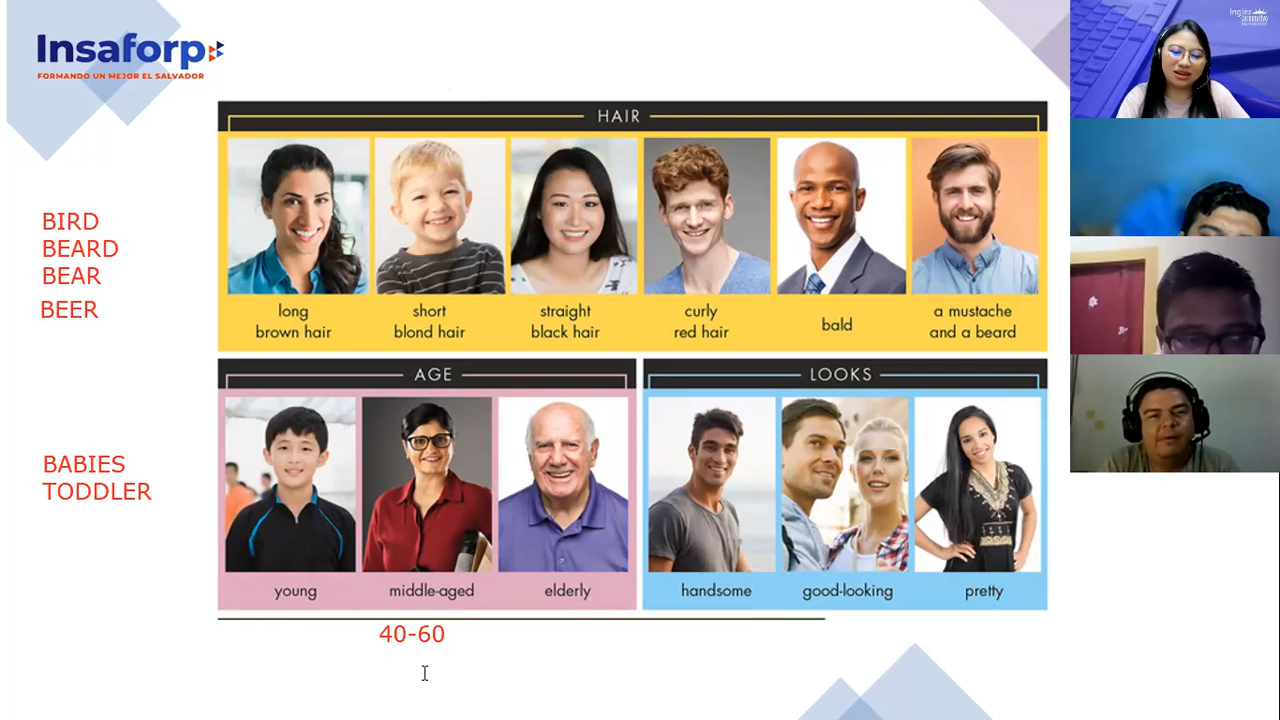 Insaforp
FORMANDO UN MEJOR EL SALVADOR
HAIR
long
brown hair
short
blond hair
straight
black hair
curly
red hair
bald
a mustache
and a beard
BIRD
BEARD
BEAR
BEER
AGE
young
middle-aged
elderly
LOOKS
handsome
good-looking
pretty
BABIES
TODDLER
40-60
Inglés